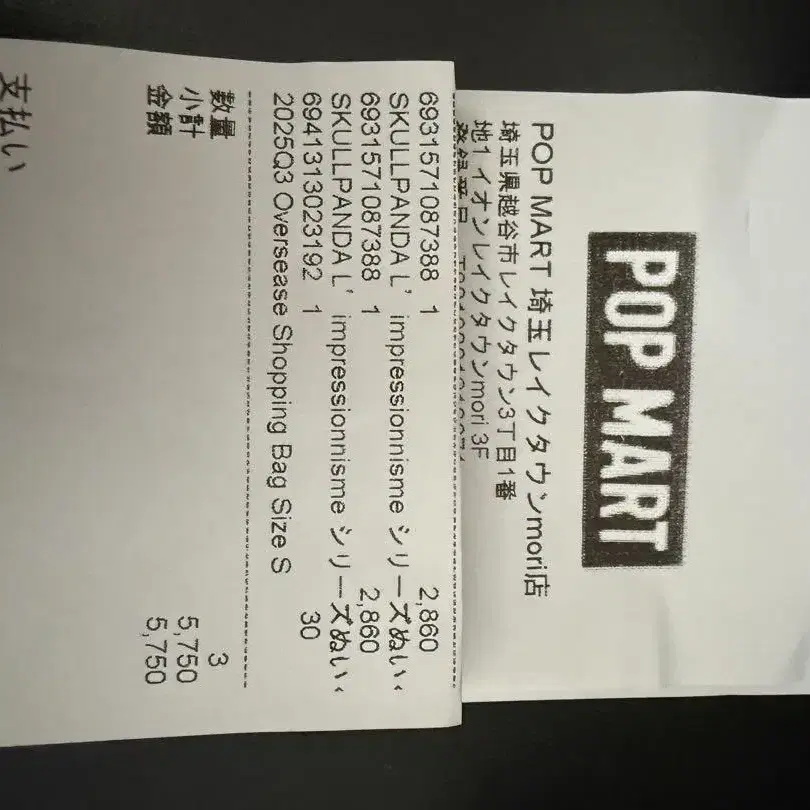 POP MART
POP MART 埼玉レイクタウンmori店
埼玉県越谷市レイクタウン3丁目1番
地1 イオンレイクタウンmori 3F
6931571087388 1 2,860
SKULLPANDA L’impressionnisme シリーズぬいく
6931571087388 1 2,860
SKULLPANDA L’impressionnisme シリーズぬいく
6941313023192 1 30
2025Q3 Oversease Shopping Bag Size S
数量 3
小計 5,750
金額 5,750
支払い